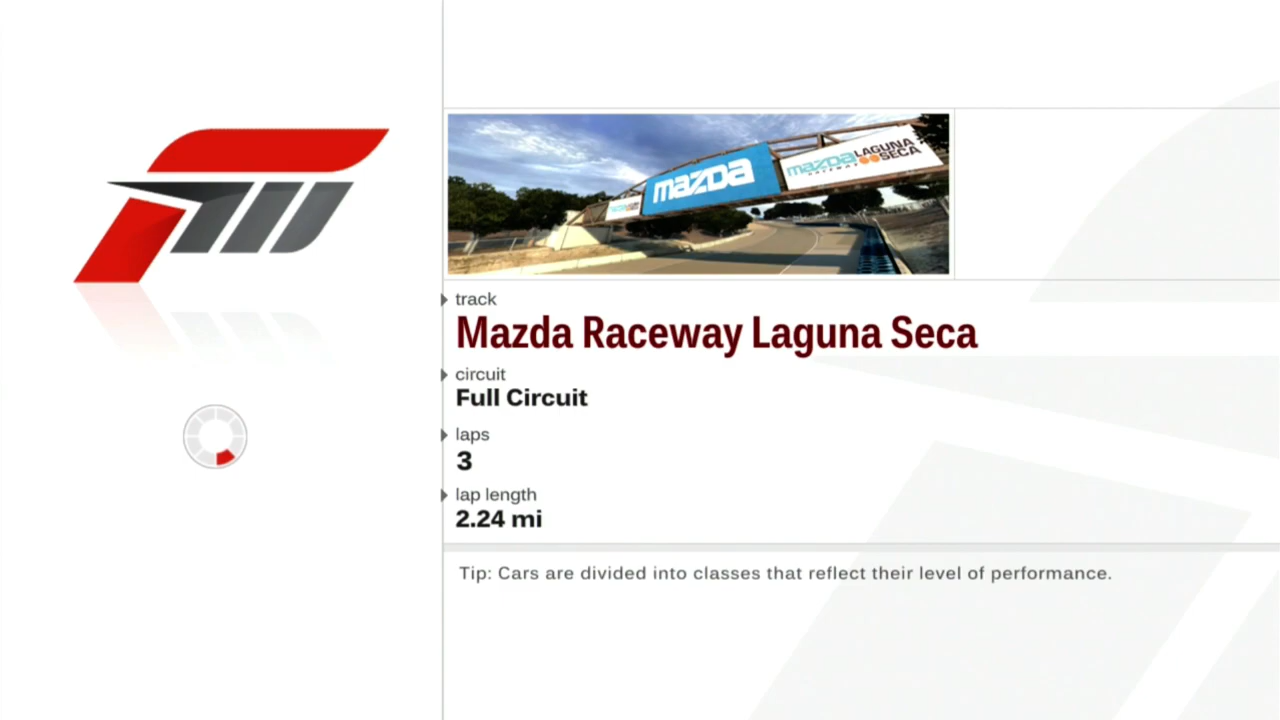 mazda
mazda
RACEWAY
LAGUNA
SECA
track
Mazda Raceway Laguna Seca
circuit
Full Circuit
laps
3
lap length
2.24 mi
Tip: Cars are divided into classes that reflect their level of performance.